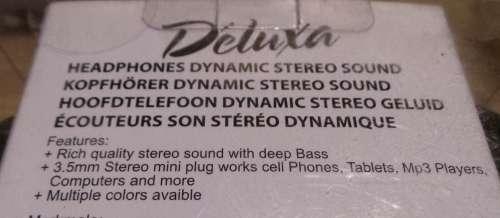 Deluxa
HEADPHONES DYNAMIC STEREO SOUND
KOPFHÖRER DYNAMIC STEREO SOUND
HOOFDTELEFOON DYNAMIC STEREO GELUID
ÉCOUTEURS SON STÉRÉO DYNAMIQUE
Features:
+ Rich quality stereo sound with deep Bass
+ 3.5mm Stereo mini plug works cell Phones, Tablets, Mp3 Players,
Computers and more
+ Multiple colors avaible